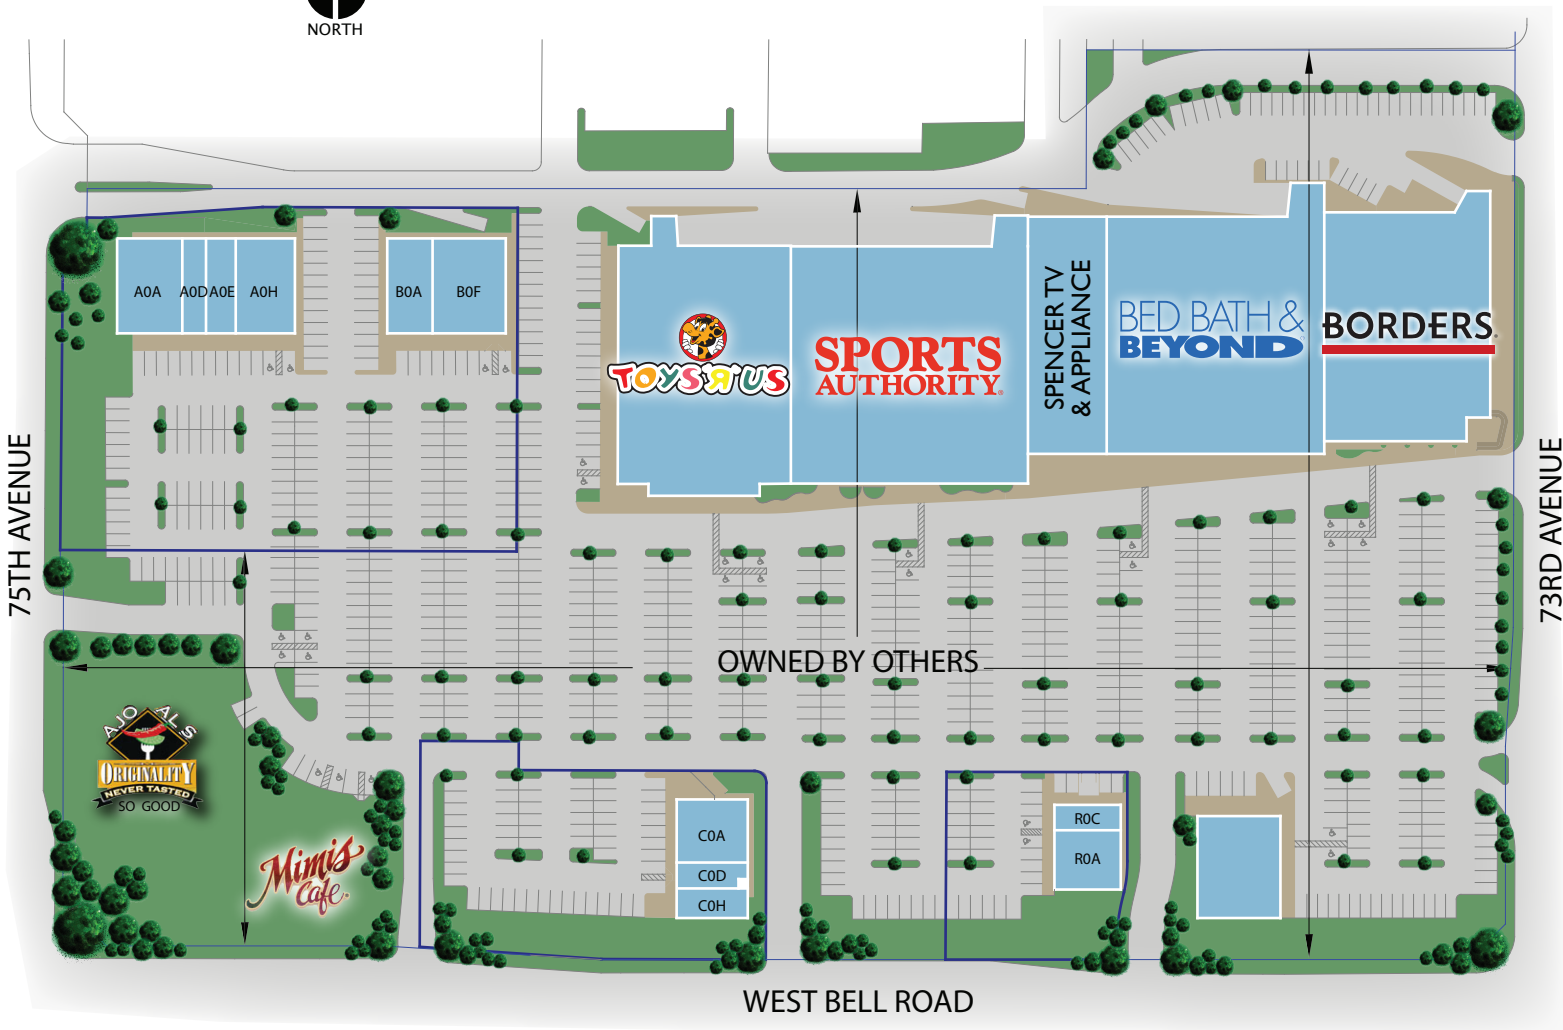 NORTH
A0A
A0D
A0E
A0H
B0A
B0F
TOYS"R"US
SPORTS
AUTHORITY®
SPENCER TV
& APPLIANCE
BED BATH &
BEYOND
BORDERS®
75TH AVENUE
73RD AVENUE
OWNED BY OTHERS
AJO AL'S
ORIGINALITY
NEVER TASTED
SO GOOD
Mimis
Cafe®
C0A
C0D
C0H
R0C
R0A
WEST BELL ROAD